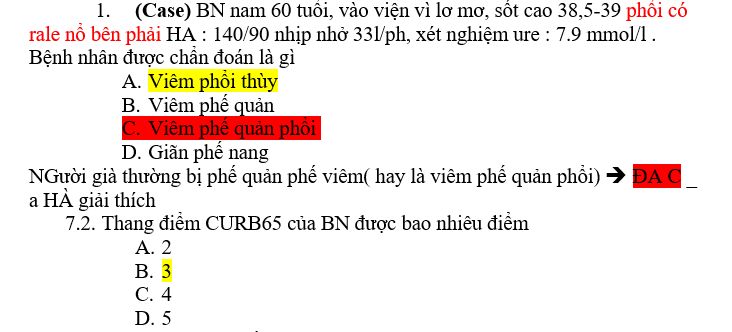 1. (Case) BN nam 60 tuổi, vào viện vì lơ mơ, sốt cao 38,5-39 phổi có
rale nổ bên phải HA : 140/90 nhịp nhở 33l/ph, xét nghiệm ure : 7.9 mmol/l .
Bệnh nhân được chẩn đoán là gì
A. Viêm phổi thùy
B. Viêm phế quản
C. Viêm phế quản phổi
D. Giãn phế nang
NGười già thường bị phế quản phế viêm( hay là viêm phế quản phổi) ➔ ĐA C _
a HÀ giải thích
7.2. Thang điểm CURB65 của BN được bao nhiêu điểm
A. 2
B. 3
C. 4
D. 5